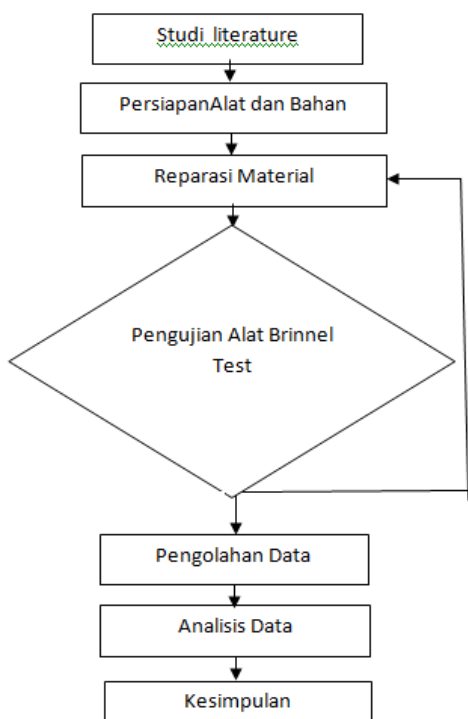 Studi literature
PersiapanAlat dan Bahan
Reparasi Material
Pengujian Alat Brinnel
Test
Pengolahan Data
Analisis Data
Kesimpulan